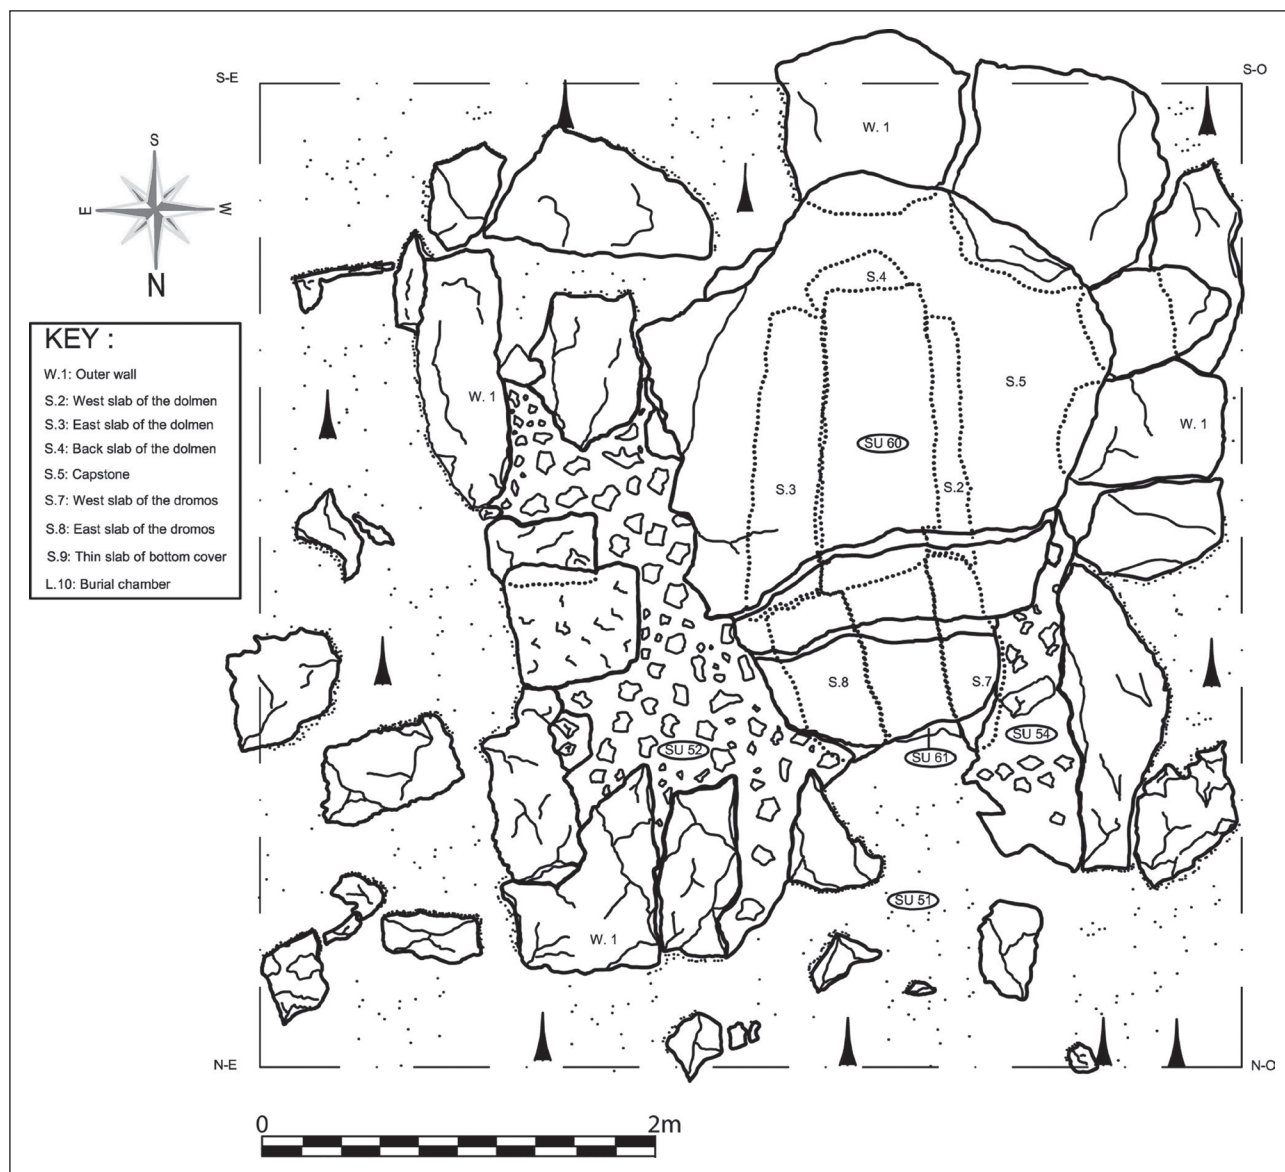 S-E
S-O
W. 1
S
E
W
N
S.4
KEY :
W.1: Outer wall
S.2: West slab of the dolmen
S.3: East slab of the dolmen
S.4: Back slab of the dolmen
S.5: Capstone
S.7: West slab of the dromos
S.8: East slab of the dromos
S.9: Thin slab of bottom cover
L.10: Burial chamber
S.5
W. 1
W. 1
SU 60
S.3
S.2
S.8
S.7
SU 54
SU 52
SU 61
SU 51
W. 1
N-E
N-O
0
2m